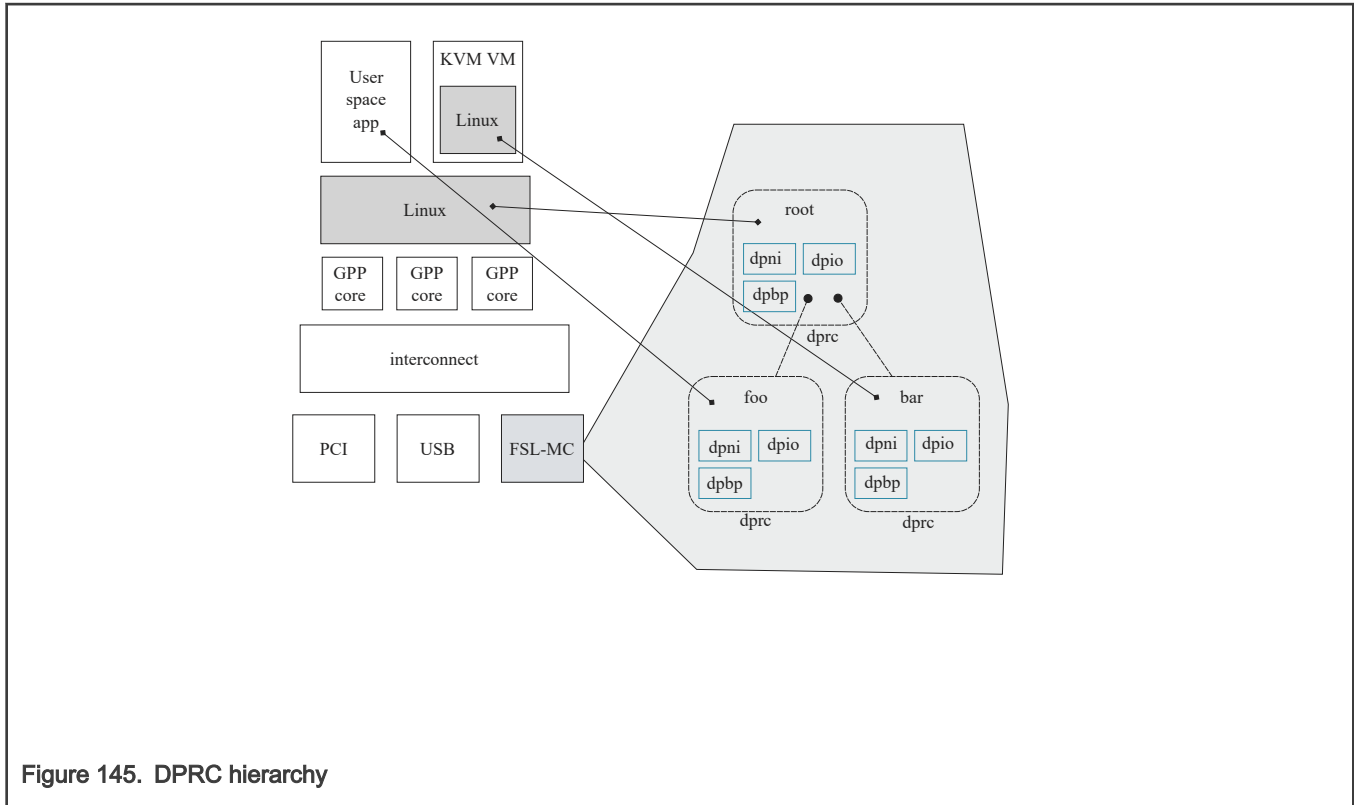 User
space
app
KVM VM
Linux
Linux
GPP
core
GPP
core
GPP
core
interconnect
PCI
USB
FSL-MC
root
dpni
dpio
dpbp
dprc
foo
dpni
dpio
dpbp
dprc
bar
dpni
dpio
dpbp
dprc
Figure 145. DPRC hierarchy